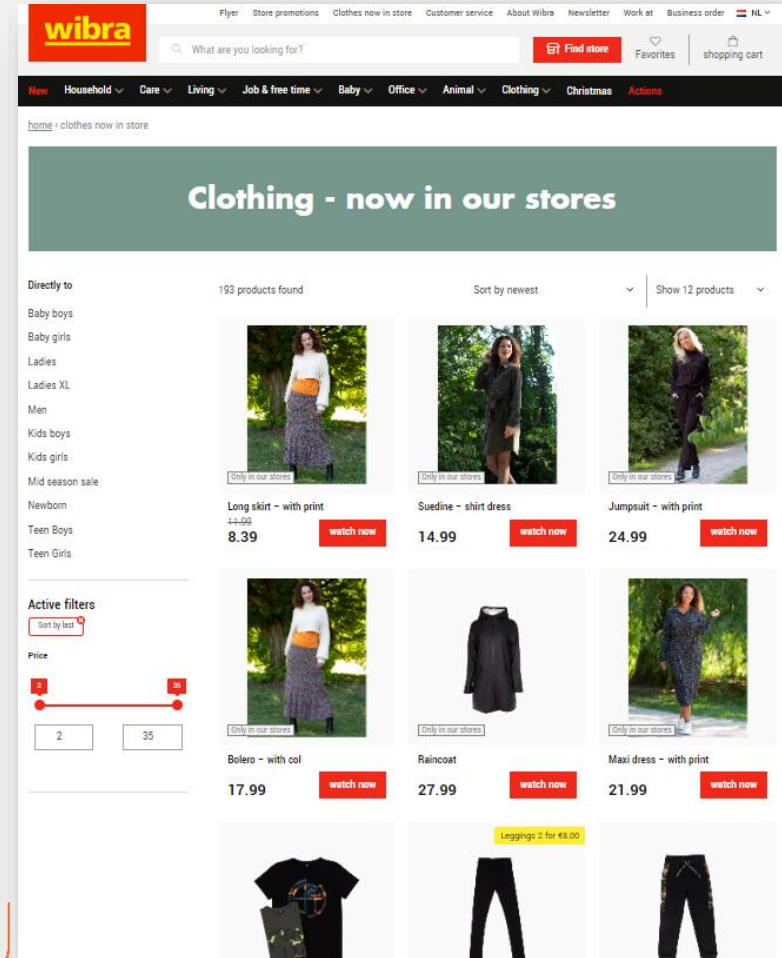 Flyer Store promotions Clothes now in store Customer service About Wibra Newsletter Work at Business order NL
wibra
What are you looking for?
Find store
Favorites
shopping cart
New Household Care Living Job & free time Baby Office Animal Clothing Christmas Actions
home › clothes now in store
Clothing - now in our stores
Directly to
Baby boys
Baby girls
Ladies
Ladies XL
Men
Kids boys
Kids girls
Mid season sale
Newborn
Teen Boys
Teen Girls
Active filters
Sort by last
Price
2 35
2 35
193 products found Sort by newest Show 12 products
Only in our stores Only in our stores Only in our stores
Long skirt – with print Suedine – shirt dress Jumpsuit – with print
11.99
8.39 watch now 14.99 watch now 24.99 watch now
Only in our stores Only in our stores Only in our stores
Bolero – with col Raincoat Maxi dress – with print
17.99 watch now 27.99 watch now 21.99 watch now
Leggings 2 for €8.00